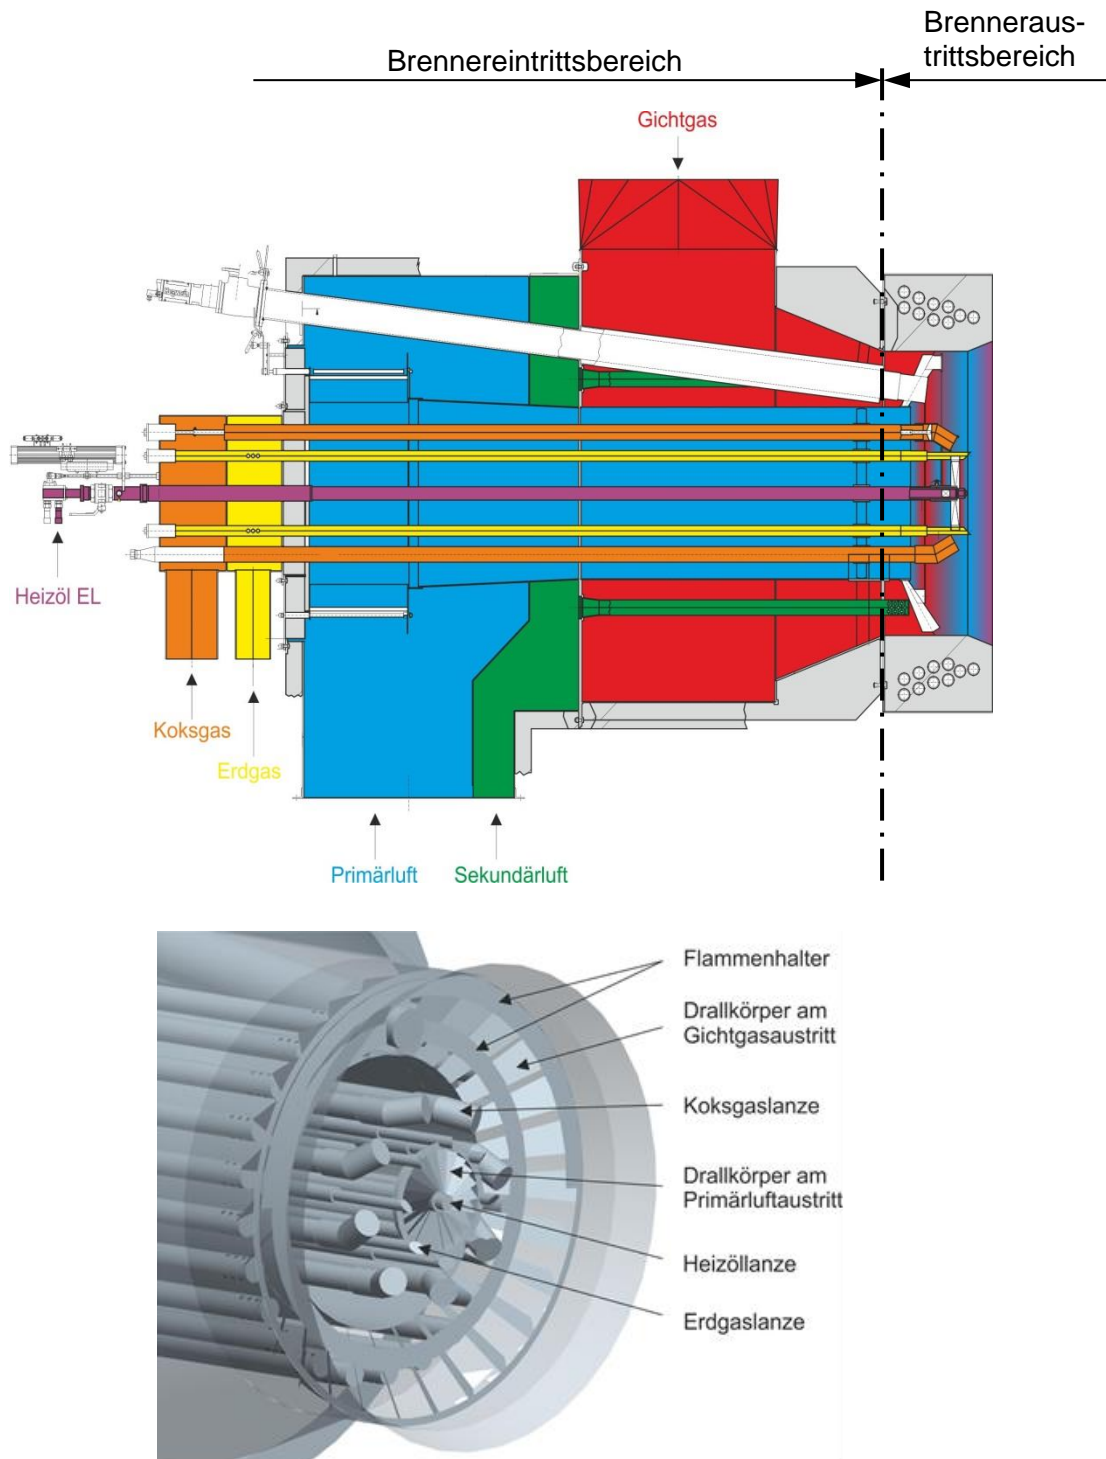 Brenneraus-
trittsbereich
Brennereintrittsbereich
Gichtgas
Heizöl EL
Koksgas
Erdgas
Primärluft
Sekundärluft
Flammenhalter
Drallkörper am
Gichtgasaustritt
Koksgaslanze
Drallkörper am
Primärluftaustritt
Heizöllanze
Erdgaslanze